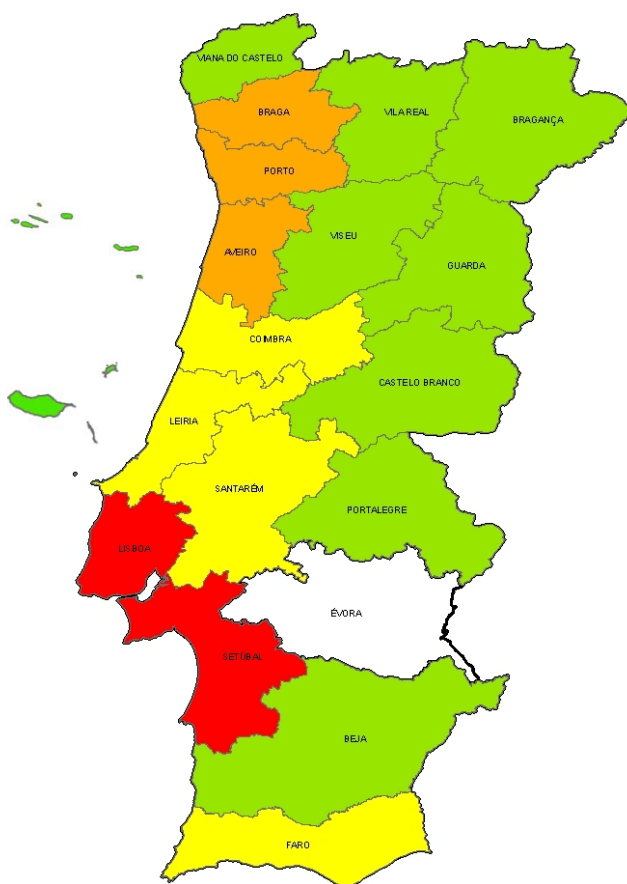 VIANA DO CASTELO
BRAGA
VILA REAL
BRAGANÇA
PORTO
VISEU
AVEIRO
GUARDA
COIMBRA
CASTELO BRANCO
LEIRIA
SANTARÉM
PORTALEGRE
LISBOA
ÉVORA
SETÚBAL
BEJA
FARO